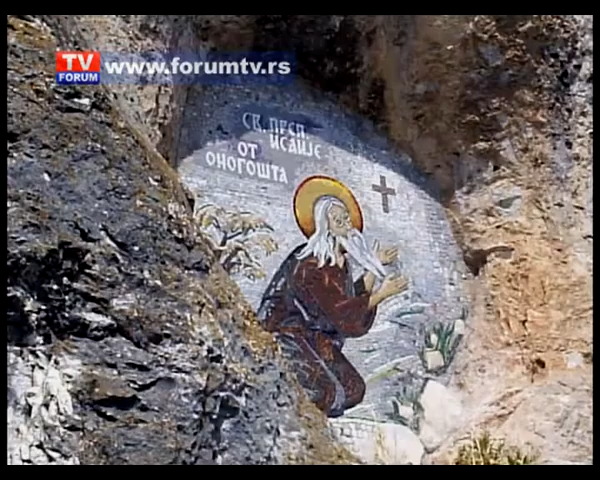 TV
FORUM
www.forumtv.rs
СВ. ПРЕП.
ИСАИЈЕ
ОТ
ОНОГОШТА